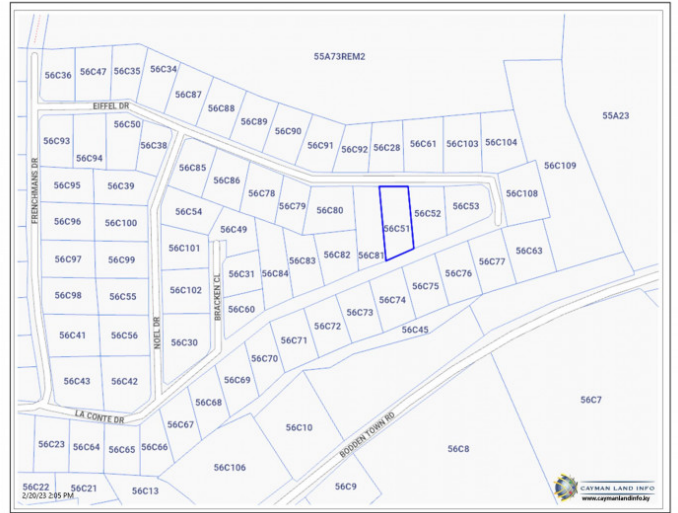 55A73REM2
56C36
56C47
56C35
56C34
56C87
56C88
56C89
56C90
56C91
56C92
56C28
56C61
56C103
56C104
55A23
EIFFEL DR
56C50
56C93
56C94
56C38
56C109
FRENCHMANS DR
56C95
56C39
56C85
56C86
56C78
56C79
56C80
56C51
56C52
56C53
56C108
56C96
56C100
56C54
56C49
56C97
56C99
56C101
56C31
56C84
56C83
56C82
56C81
56C77
56C63
56C98
56C55
56C102
BRACKEN CL
56C60
56C74
56C75
56C76
NOEL DR
56C41
56C56
56C30
56C71
56C72
56C73
56C45
56C43
56C42
56C69
56C70
LA CONTE DR
56C68
56C67
56C10
BODDEN TOWN RD
56C7
56C23
56C64
56C65
56C66
56C106
56C8
56C22
56C21
56C13
56C9
2/20/23 2:05 PM
CAYMAN LAND INFO
www.caymanlandinfo.ky